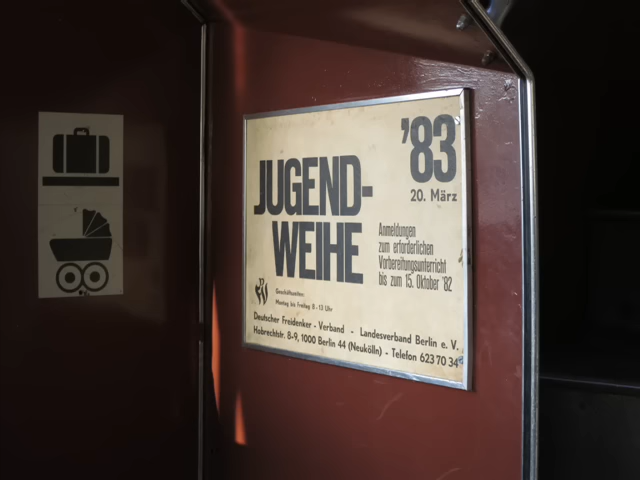 '83
20. März
JUGEND-
WEIHE
Anmeldungen
zum erforderlichen
Vorbereitungsunterricht
bis zum 15. Oktober '82
Geschäftszeiten:
Montag bis Freitag 8 - 13 Uhr
Deutscher Freidenker - Verband - Landesverband Berlin e. V.
Hobrechtstr. 8-9, 1000 Berlin 44 (Neukölln) - Telefon 623 70 34